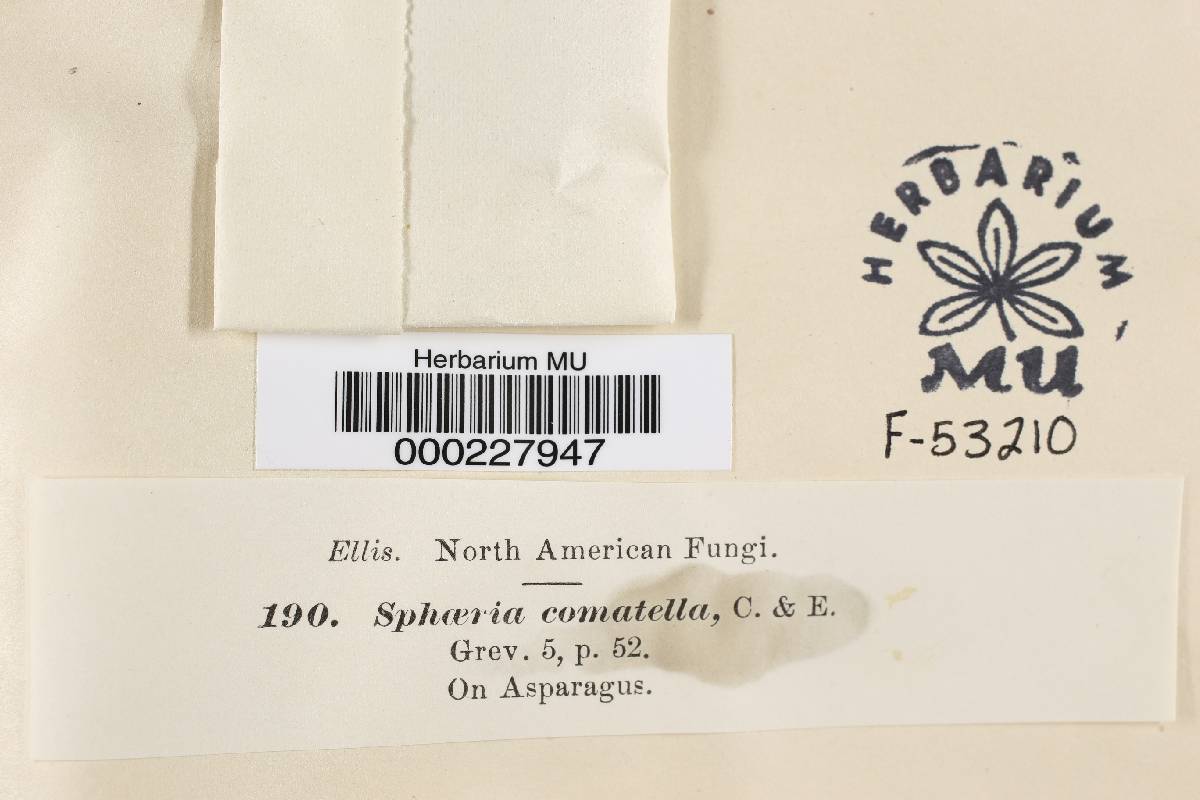 HERBARIUM
MU
F-53210
Herbarium MU
000227947
Ellis. North American Fungi.
190. Sphæria comatella, C. & E.
Grev. 5, p. 52.
On Asparagus.